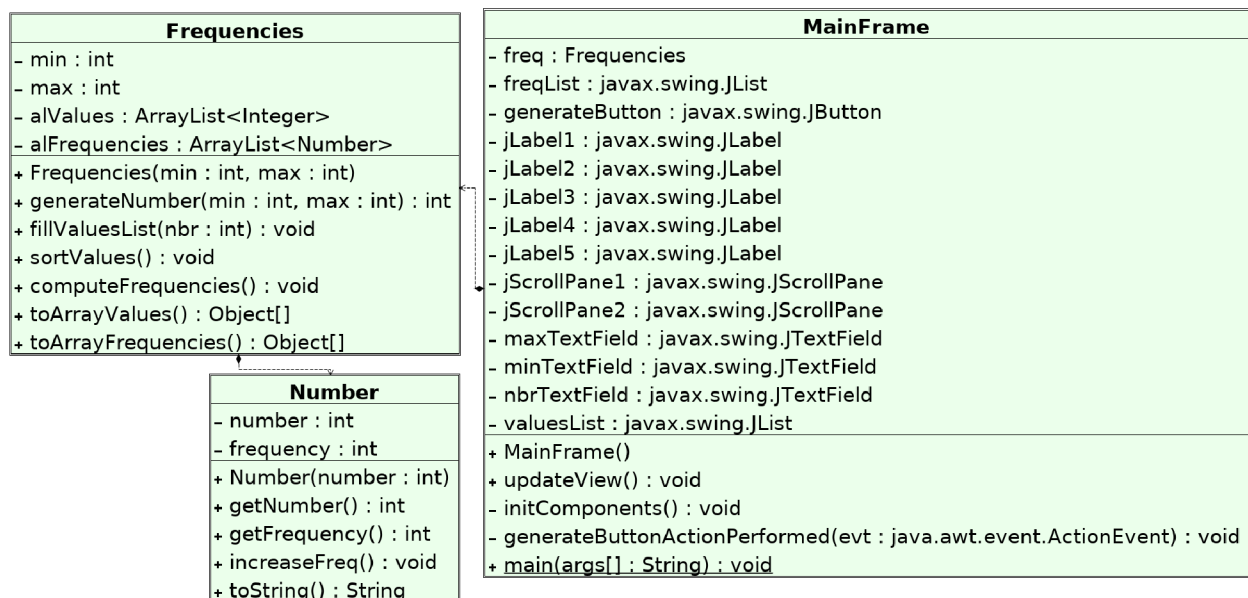 Frequencies
- min : int
- max : int
- alValues : ArrayList<Integer>
- alFrequencies : ArrayList<Number>
+ Frequencies(min : int, max : int)
+ generateNumber(min : int, max : int) : int
+ fillValuesList(nbr : int) : void
+ sortValues() : void
+ computeFrequencies() : void
+ toArrayValues() : Object[]
+ toArrayFrequencies() : Object[]
Number
- number : int
- frequency : int
+ Number(number : int)
+ getNumber() : int
+ getFrequency() : int
+ increaseFreq() : void
+ toString() : String
MainFrame
- freq : Frequencies
- freqList : javax.swing.JList
- generateButton : javax.swing.JButton
- jLabel1 : javax.swing.JLabel
- jLabel2 : javax.swing.JLabel
- jLabel3 : javax.swing.JLabel
- jLabel4 : javax.swing.JLabel
- jLabel5 : javax.swing.JLabel
- jScrollPane1 : javax.swing.JScrollPane
- jScrollPane2 : javax.swing.JScrollPane
- maxTextField : javax.swing.JTextField
- minTextField : javax.swing.JTextField
- nbrTextField : javax.swing.JTextField
- valuesList : javax.swing.JList
+ MainFrame()
+ updateView() : void
- initComponents() : void
- generateButtonActionPerformed(evt : java.awt.event.ActionEvent) : void
+ main(args[] : String) : void